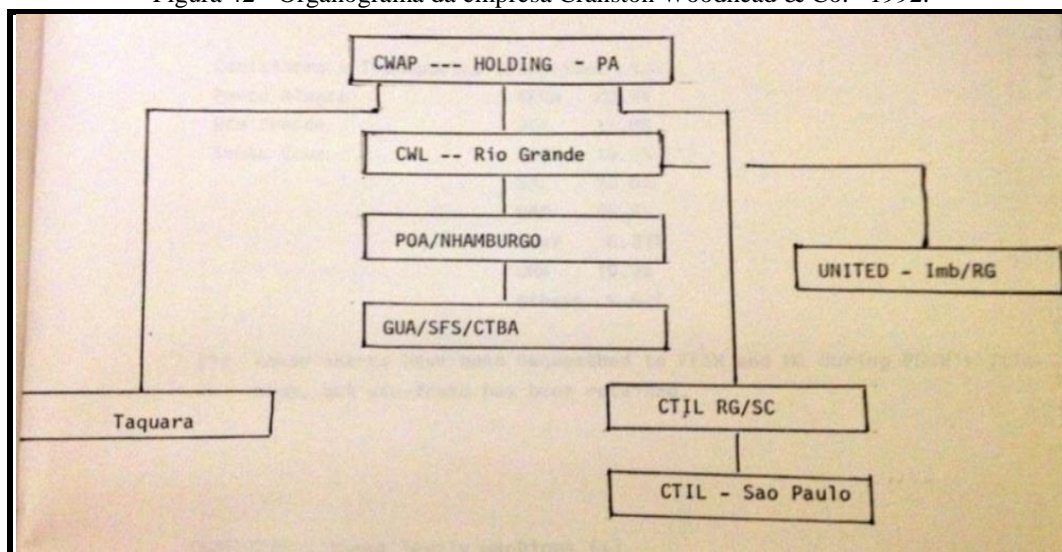 Figura 42 - Organograma da empresa Cranston Woodhead & Co. - 1992.
CWAP --- HOLDING - PA
CWL -- Rio Grande
POA/NHAMBURGO
UNITED - Imb/RG
GUA/SFS/CTBA
Taquara
CTIL RG/SC
CTIL - Sao Paulo